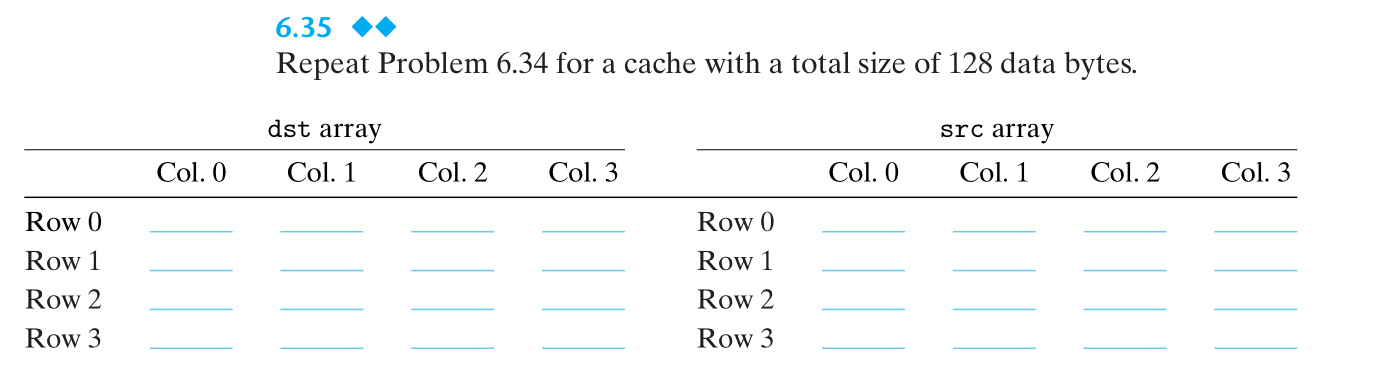 6.35 ◆◆
Repeat Problem 6.34 for a cache with a total size of 128 data bytes.
dst array src array
Col. 0 Col. 1 Col. 2 Col. 3 Col. 0 Col. 1 Col. 2 Col. 3
Row 0 Row 0
Row 1 Row 1
Row 2 Row 2
Row 3 Row 3